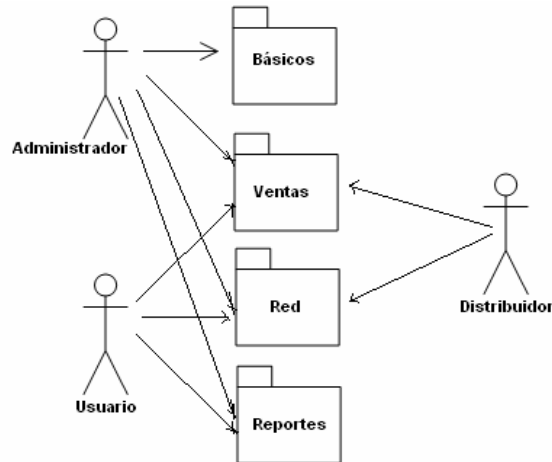 Básicos
Administrador
Ventas
Red
Distribuidor
Usuario
Reportes